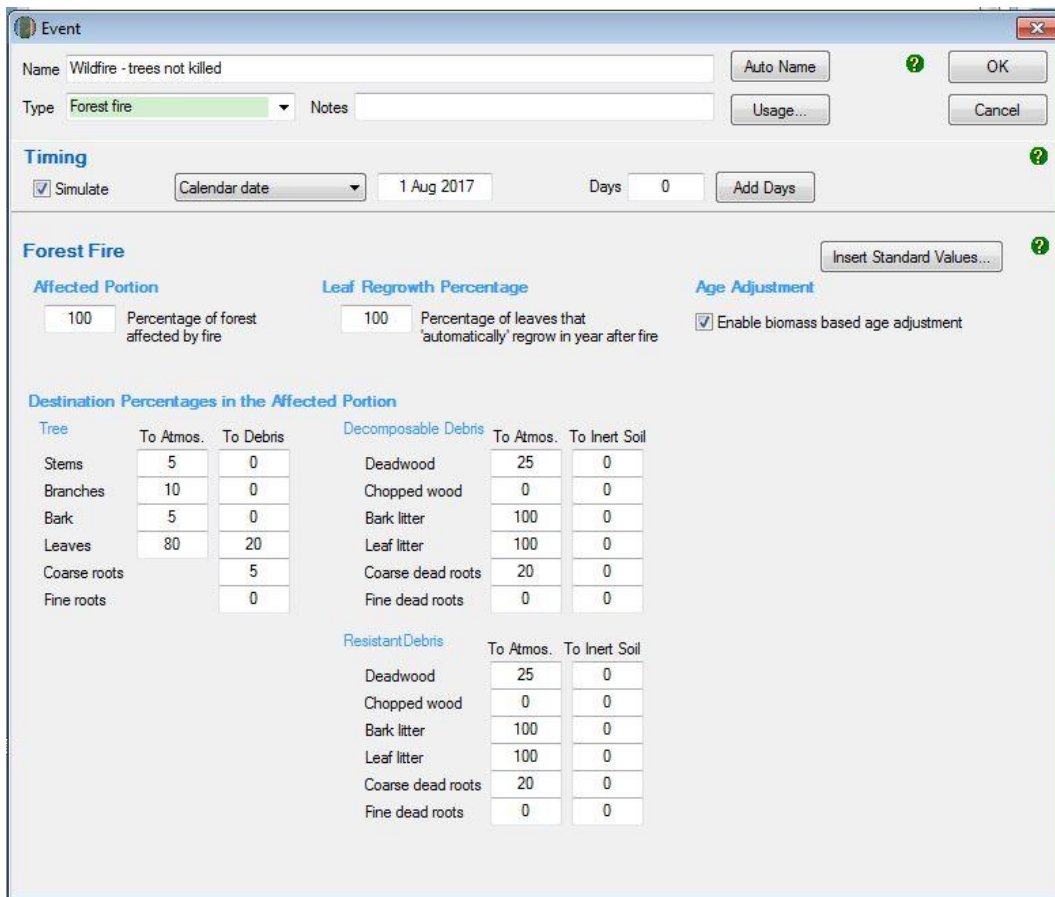 Event
Name Wildfire - trees not killed Auto Name ? OK
Type Forest fire Notes Usage... Cancel
Timing ?
Simulate Calendar date 1 Aug 2017 Days 0 Add Days
Forest Fire Insert Standard Values... ?
Affected Portion Leaf Regrowth Percentage Age Adjustment
100 Percentage of forest 100 Percentage of leaves that Enable biomass based age adjustment
affected by fire 'automatically' regrow in year after fire
Destination Percentages in the Affected Portion
Tree To Atmos. To Debris Decomposable Debris To Atmos. To Inert Soil
Stems 5 0 Deadwood 25 0
Branches 10 0 Chopped wood 0 0
Bark 5 0 Bark litter 100 0
Leaves 80 20 Leaf litter 100 0
Coarse roots 5 Coarse dead roots 20 0
Fine roots 0 Fine dead roots 0 0
ResistantDebris To Atmos. To Inert Soil
Deadwood 25 0
Chopped wood 0 0
Bark litter 100 0
Leaf litter 100 0
Coarse dead roots 20 0
Fine dead roots 0 0